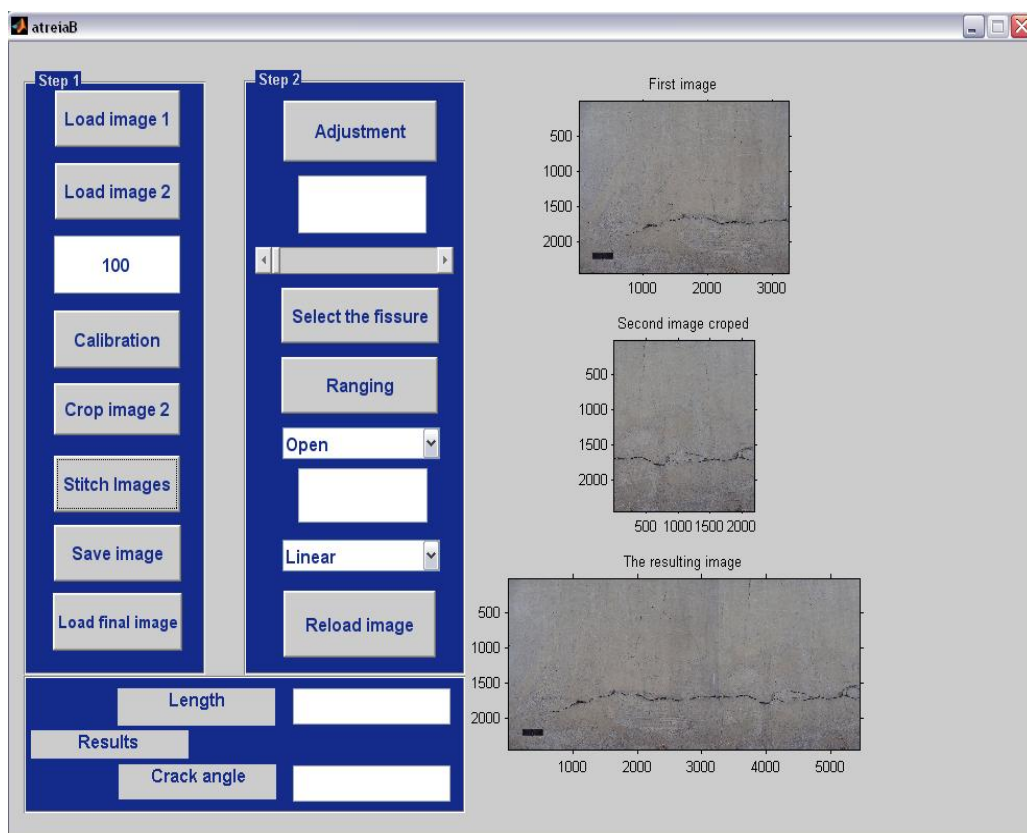 atreiaB
Step 1
Load image 1
Load image 2
100
Calibration
Crop image 2
Stitch Images
Save image
Load final image
Step 2
Adjustment
Select the fissure
Ranging
Open
Linear
Reload image
Length
Results
Crack angle
First image
500
1000
1500
2000
1000 2000 3000
Second image croped
500
1000
1500
2000
500 1000 1500 2000
The resulting image
500
1000
1500
2000
1000 2000 3000 4000 5000